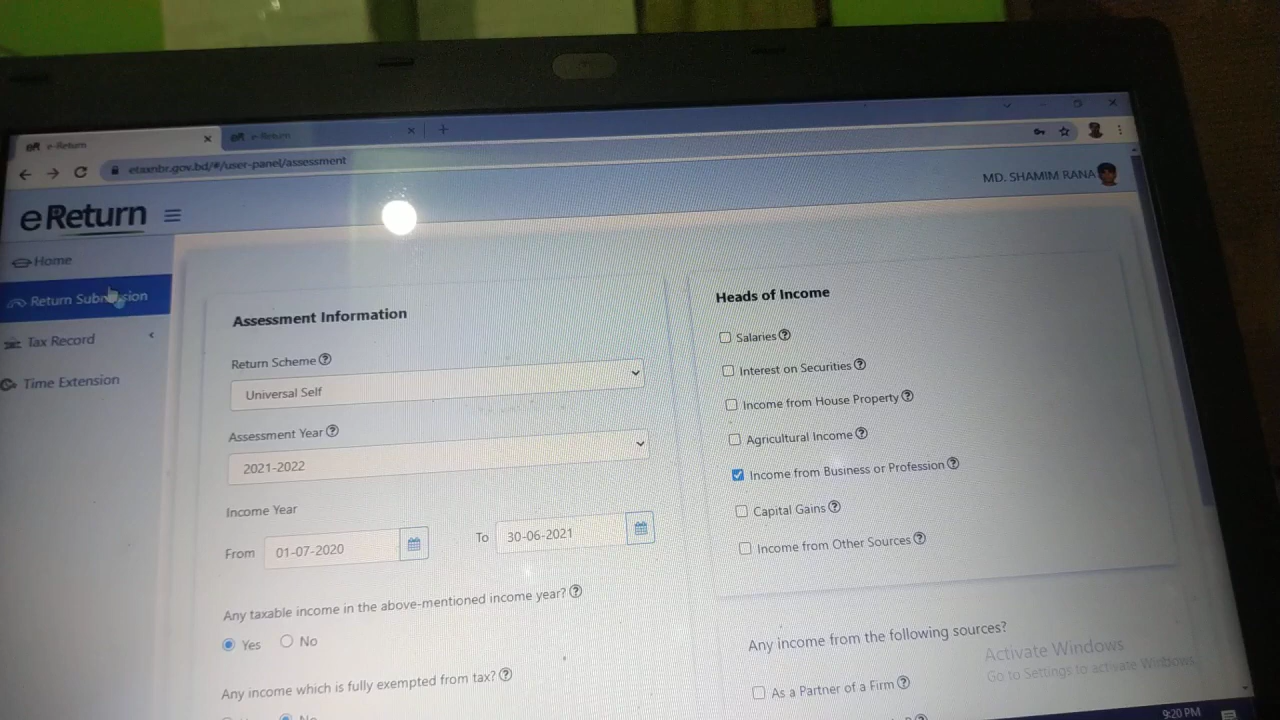 eR e-Return
eR e-Return
etaxnbr.gov.bd/#/user-panel/assessment
MD. SHAMIM RANA
eReturn
Home
Return Submission
Tax Record
Time Extension
Assessment Information
Return Scheme
Universal Self
Assessment Year
2021-2022
Income Year
From 01-07-2020 To 30-06-2021
Any taxable income in the above-mentioned income year?
Yes No
Any income which is fully exempted from tax?
No
Heads of Income
Salaries
Interest on Securities
Income from House Property
Agricultural Income
Income from Business or Profession
Capital Gains
Income from Other Sources
Any income from the following sources?
As a Partner of a Firm
Activate Windows
Go to Settings to activate Windows.
9:20 PM